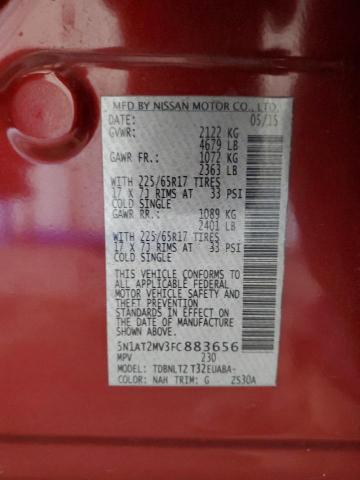 MFD BY NISSAN MOTOR CO., LTD.
DATE: 05/15
GVWR: 2122 KG
4679 LB
GAWR FR.: 1072 KG
2363 LB
WITH 225/65R17 TIRES
17 X 7J RIMS AT 33 PSI
COLD SINGLE
GAWR RR.: 1089 KG
2401 LB
WITH 225/65R17 TIRES
17 X 7J RIMS AT 33 PSI
COLD SINGLE
THIS VEHICLE CONFORMS TO
ALL APPLICABLE FEDERAL
MOTOR VEHICLE SAFETY AND
THEFT PREVENTION
STANDARDS IN EFFECT ON
THE DATE OF MANUFACTURE
SHOWN ABOVE.
5N1AT2MV3FC883656
MPV 230
MODEL: TDBNLTZ T32EUABA-
COLOR: NAH TRIM: G ZS30A